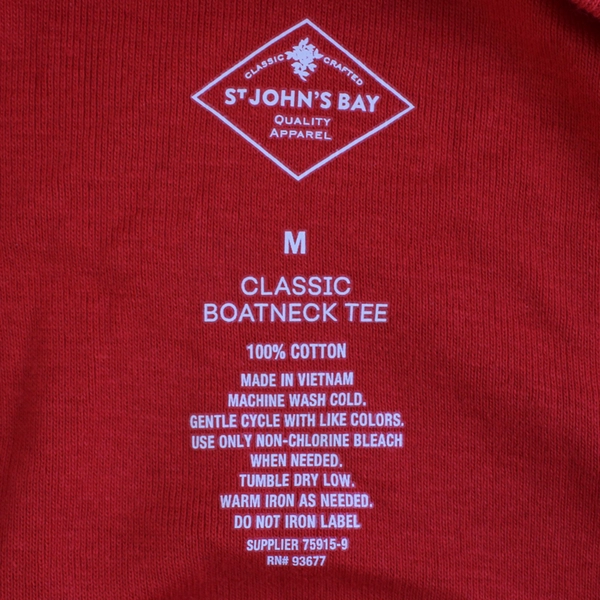 CLASSIC CRAFTED
ST JOHN'S BAY
QUALITY
APPAREL
M
CLASSIC
BOATNECK TEE
100% COTTON
MADE IN VIETNAM
MACHINE WASH COLD.
GENTLE CYCLE WITH LIKE COLORS.
USE ONLY NON-CHLORINE BLEACH
WHEN NEEDED.
TUMBLE DRY LOW.
WARM IRON AS NEEDED.
DO NOT IRON LABEL
SUPPLIER 75915-9
RN# 93677